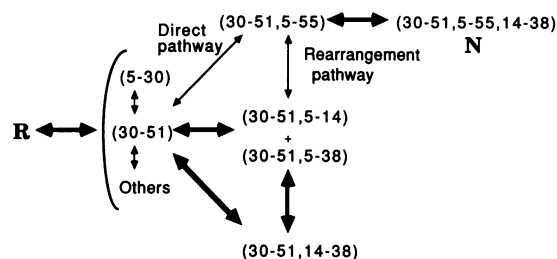 (30-51,5-55)
(30-51,5-55,14-38)
N
Direct
pathway
Rearrangement
pathway
(5-30)
R
(30-51)
Others
(30-51,5-14)
+
(30-51,5-38)
(30-51,14-38)